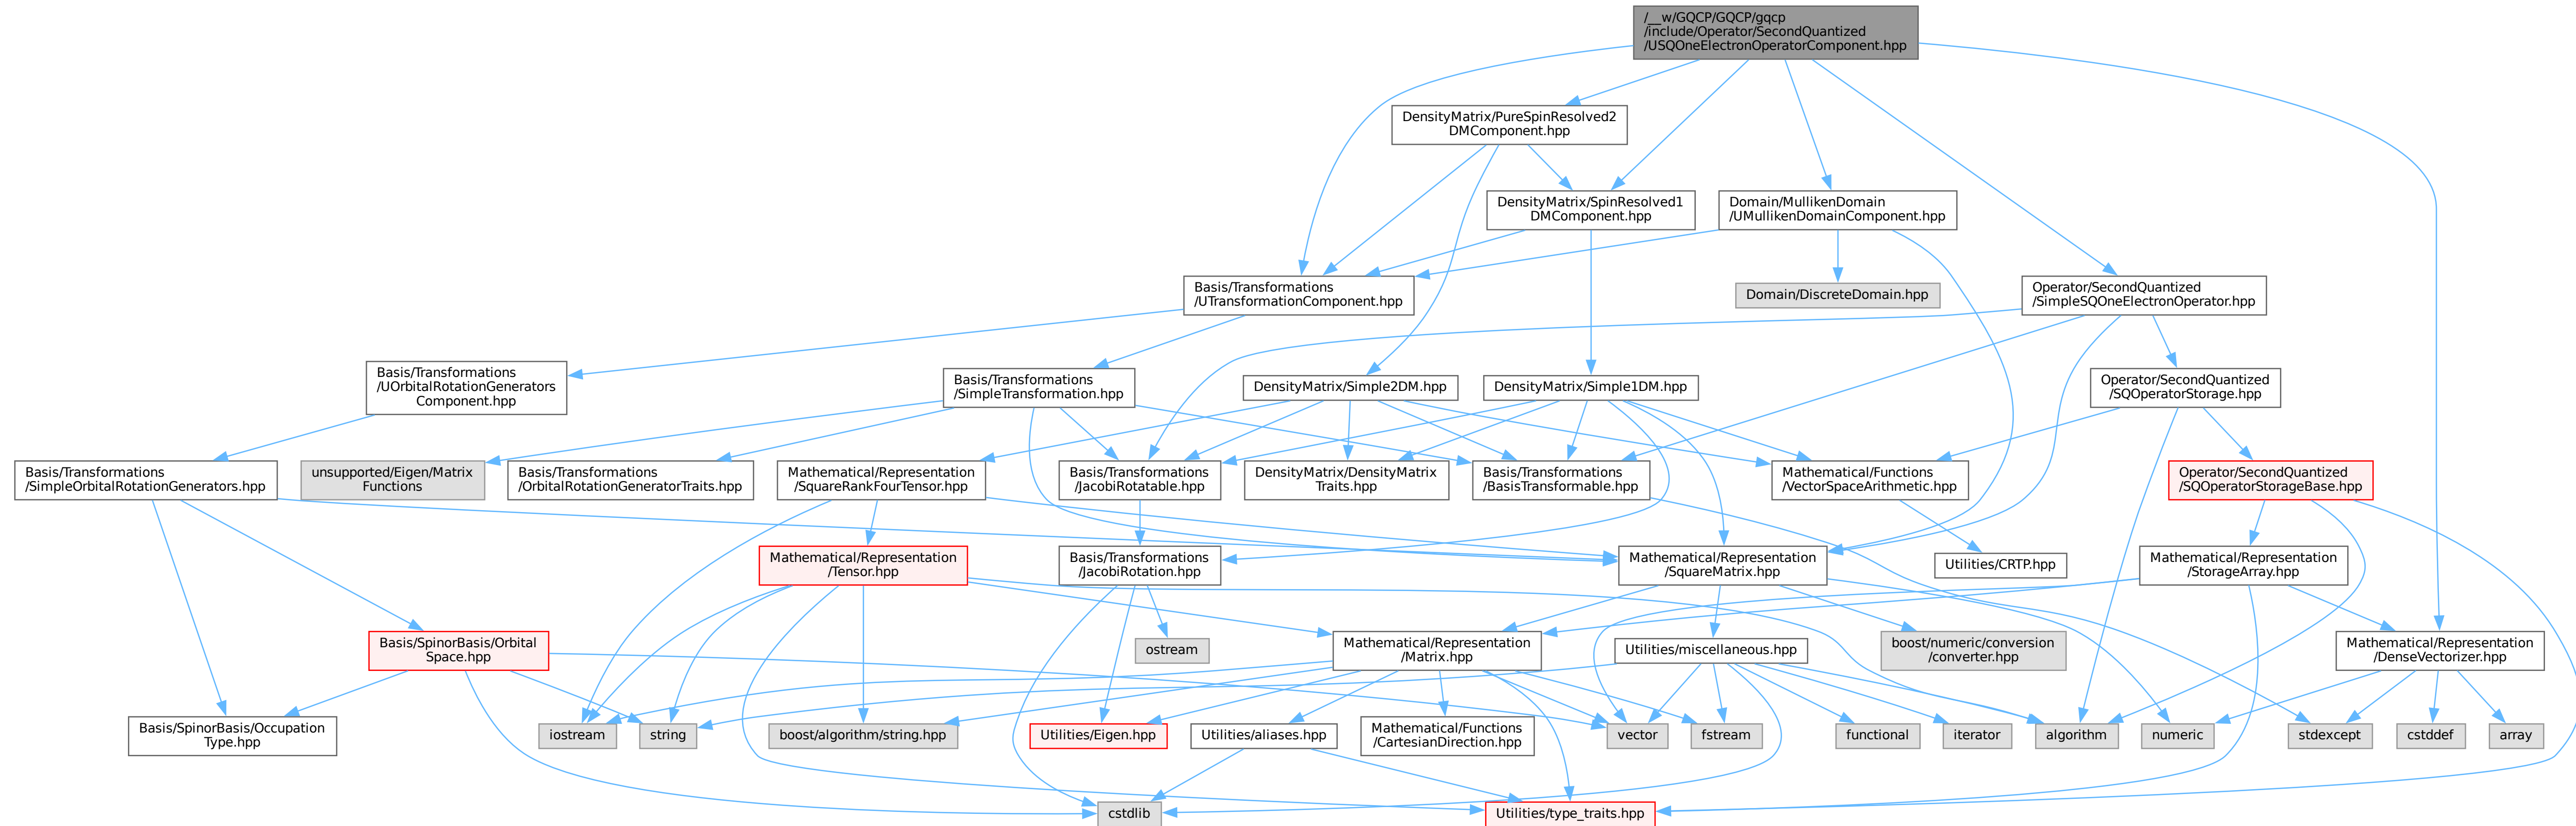 /__w/GQCP/GQCP/gqcp
/include/Operator/SecondQuantized
/USQOneElectronOperatorComponent.hpp
DensityMatrix/PureSpinResolved2
DMComponent.hpp
DensityMatrix/SpinResolved1
DMComponent.hpp
Domain/MullikenDomain
/UMullikenDomainComponent.hpp
Basis/Transformations
/UTransformationComponent.hpp
Domain/DiscreteDomain.hpp
Operator/SecondQuantized
/SimpleSQOneElectronOperator.hpp
Basis/Transformations
/UOrbitalRotationGenerators
Component.hpp
Basis/Transformations
/SimpleTransformation.hpp
DensityMatrix/Simple2DM.hpp
DensityMatrix/Simple1DM.hpp
Operator/SecondQuantized
/SQOperatorStorage.hpp
Basis/Transformations
/SimpleOrbitalRotationGenerators.hpp
unsupported/Eigen/Matrix
Functions
Basis/Transformations
/OrbitalRotationGeneratorTraits.hpp
Mathematical/Representation
/SquareRankFourTensor.hpp
Basis/Transformations
/JacobiRotatable.hpp
DensityMatrix/DensityMatrix
Traits.hpp
Basis/Transformations
/BasisTransformable.hpp
Mathematical/Functions
/VectorSpaceArithmetic.hpp
Operator/SecondQuantized
/SQOperatorStorageBase.hpp
Mathematical/Representation
/Tensor.hpp
Basis/Transformations
/JacobiRotation.hpp
Mathematical/Representation
/SquareMatrix.hpp
Utilities/CRTP.hpp
Mathematical/Representation
/StorageArray.hpp
Basis/SpinorBasis/Orbital
Space.hpp
ostream
Mathematical/Representation
/Matrix.hpp
Utilities/miscellaneous.hpp
boost/numeric/conversion
/converter.hpp
Mathematical/Representation
/DenseVectorizer.hpp
Basis/SpinorBasis/Occupation
Type.hpp
iostream
string
boost/algorithm/string.hpp
Utilities/Eigen.hpp
Utilities/aliases.hpp
Mathematical/Functions
/CartesianDirection.hpp
vector
fstream
functional
iterator
algorithm
numeric
stdexcept
cstddef
array
cstdlib
Utilities/type_traits.hpp